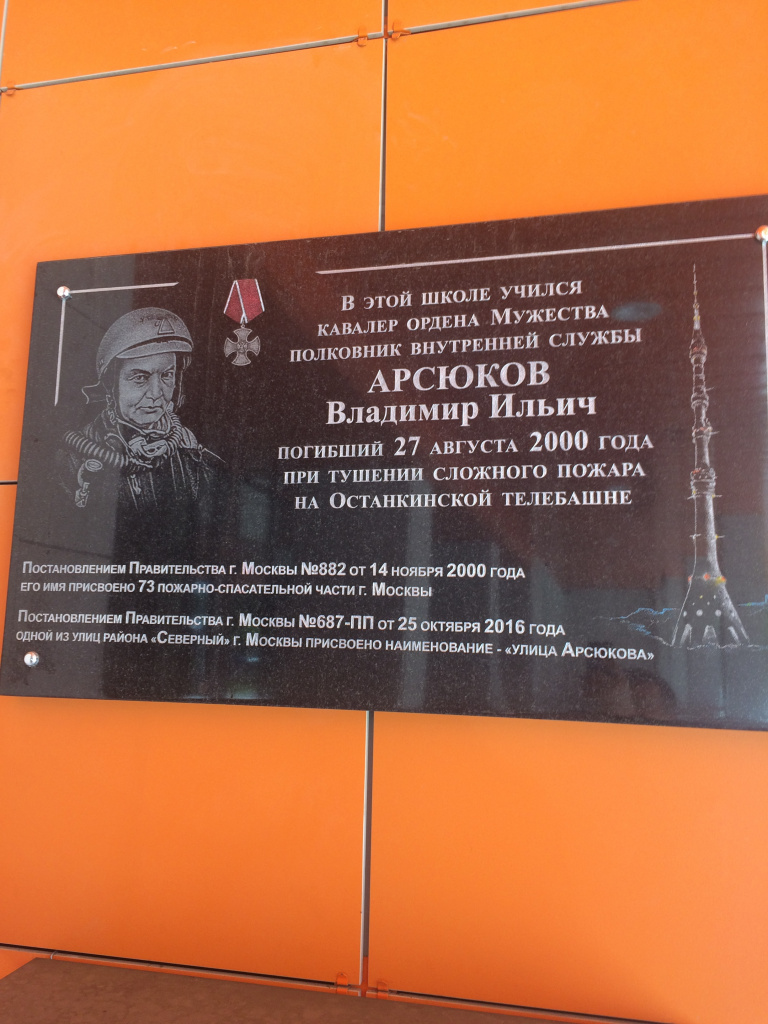 В этой школе учился
кавалер ордена Мужества
полковник внутренней службы
АРСЮКОВ
Владимир Ильич
погибший 27 августа 2000 года
при тушении сложного пожара
на Останкинской телебашне
Постановлением Правительства г. Москвы №882 от 14 ноября 2000 года
его имя присвоено 73 пожарно-спасательной части г. Москвы
Постановлением Правительства г. Москвы №687-ПП от 25 октября 2016 года
одной из улиц района «Северный» г. Москвы присвоено наименование - «улица Арсюкова»